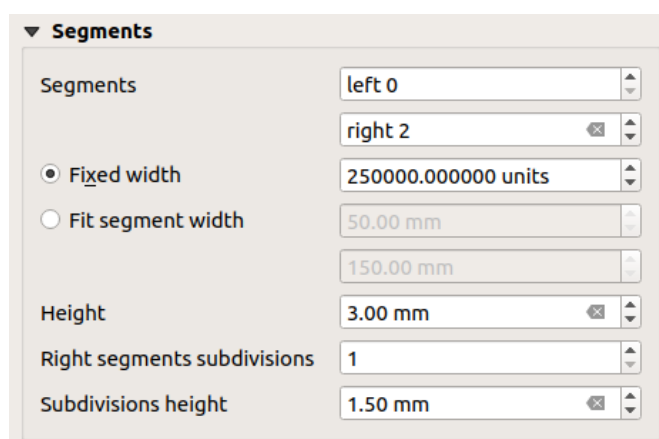 Segments
Segments left 0
right 2
Fixed width 250000.000000 units
Fit segment width 50.00 mm
150.00 mm
Height 3.00 mm
Right segments subdivisions 1
Subdivisions height 1.50 mm